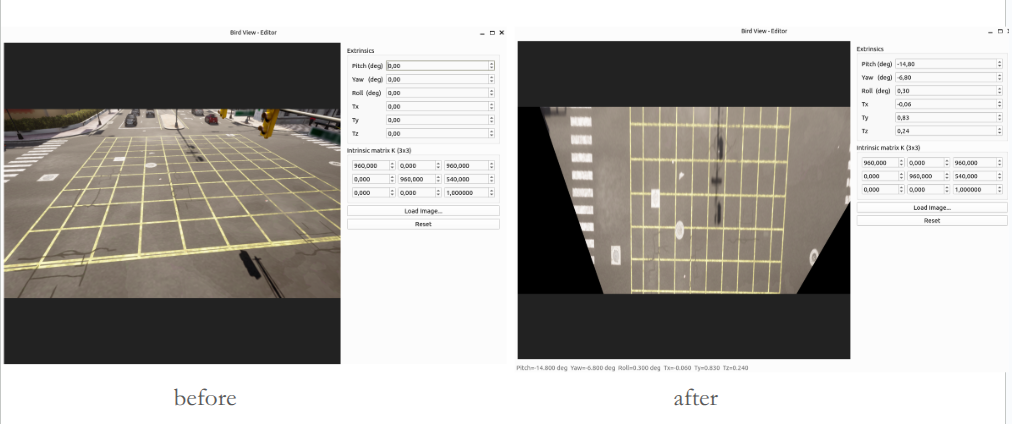 Bird View - Editor
Extrinsics
Pitch (deg) 0,00
Yaw (deg) 0,00
Roll (deg) 0,00
Tx 0,00
Ty 0,00
Tz 0,00
Intrinsic matrix K (3x3)
960,000 0,000 960,000
0,000 960,000 540,000
0,000 0,000 1,000000
Load Image...
Reset
before
Bird View - Editor
Extrinsics
Pitch (deg) -14,80
Yaw (deg) -6,80
Roll (deg) 0,30
Tx -0,06
Ty 0,83
Tz 0,24
Intrinsic matrix K (3x3)
960,000 0,000 960,000
0,000 960,000 540,000
0,000 0,000 1,000000
Load Image...
Reset
Pitch=-14.800 deg Yaw=-6.800 deg Roll=0.300 deg Tx=-0.060 Ty=0.830 Tz=0.240
after